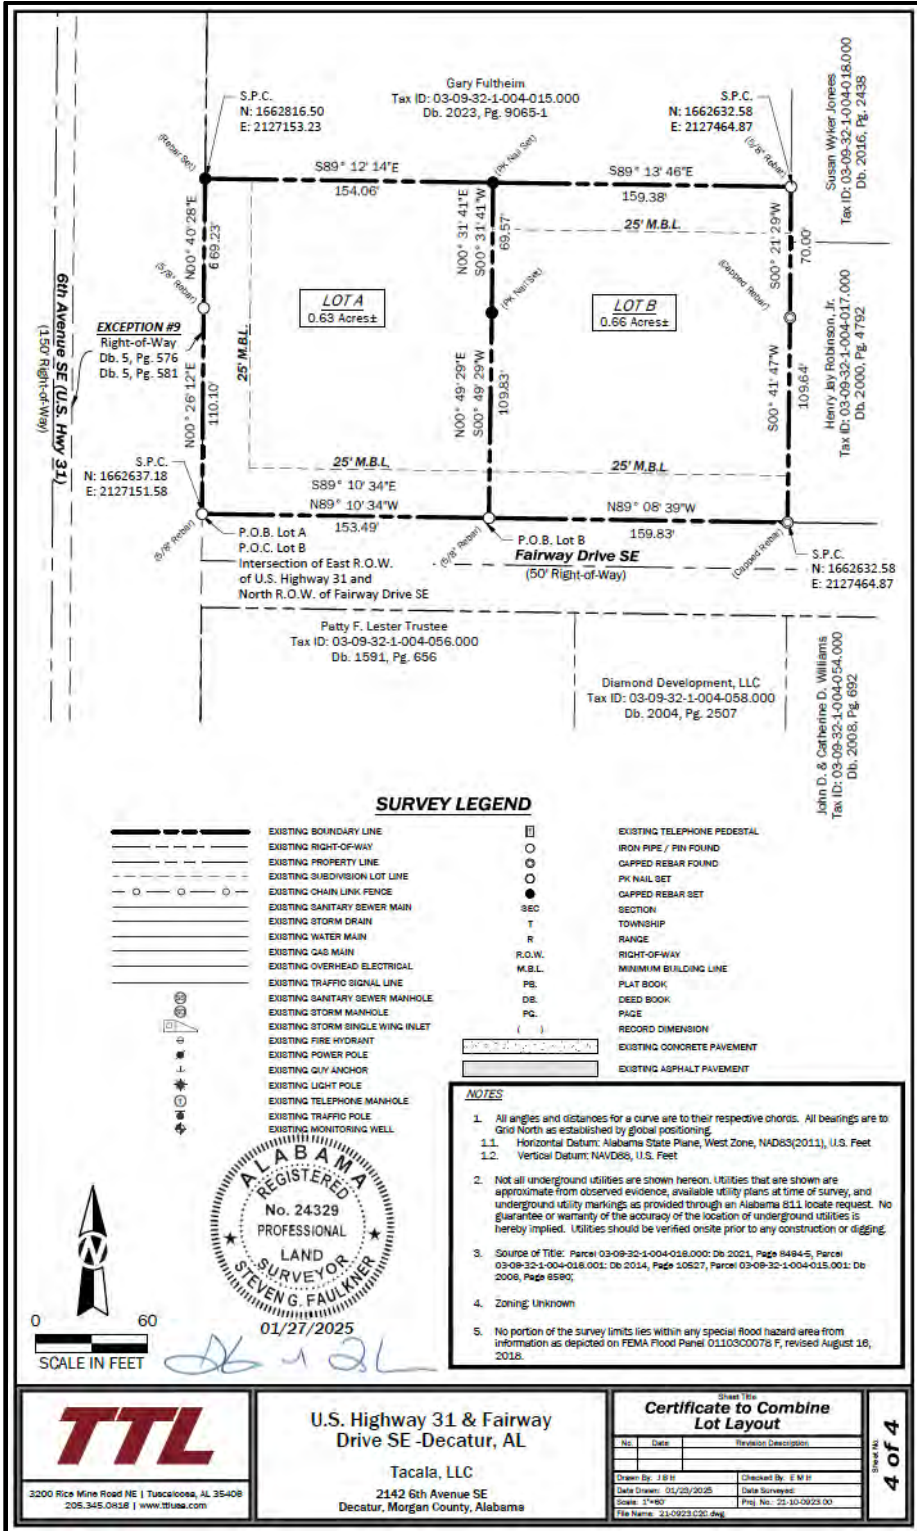 Gary Fultheim
Tax ID: 03-09-32-1-004-015.000
Db. 2023, Pg. 9065-1
S.P.C.
N: 1662816.50
E: 2127153.23
S.P.C.
N: 1662632.58
E: 2127464.87
Susan Wyker Jonees
Tax ID: 03-09-32-1-004-018.000
Db. 2016, Pg. 2438
(Rebar Set)
(PK Nail Set)
(5/8" Rebar)
S89° 12' 14"E
154.06'
S89° 13' 46"E
159.38'
N00° 40' 28"E
6 69.23'
N00° 31' 41"E
S00° 31' 41"W
69.57'
25' M.B.L.
S00° 21' 29"W
70.00'
(5/8" Rebar)
(PK Nail Set)
(Capped Rebar)
LOT A
0.63 Acres±
LOT B
0.66 Acres±
6th Avenue SE (U.S. Hwy 31)
(150' Right-of-Way)
EXCEPTION #9
Right-of-Way
Db. 5, Pg. 576
Db. 5, Pg. 581
25' M.B.L.
N00° 26' 12"E
110.10'
N00° 49' 29"E
S00° 49' 29"W
109.83'
S00° 41' 47"W
109.64'
Henry Jay Robinson, Jr.
Tax ID: 03-09-32-1-004-017.000
Db. 2000, Pg. 4792
S.P.C.
N: 1662637.18
E: 2127151.58
25' M.B.L.
S89° 10' 34"E
N89° 10' 34"W
153.49'
25' M.B.L.
N89° 08' 39"W
159.83'
(5/8" Rebar)
P.O.B. Lot A
P.O.C. Lot B
Intersection of East R.O.W.
of U.S. Highway 31 and
North R.O.W. of Fairway Drive SE
(5/8" Rebar)
P.O.B. Lot B
Fairway Drive SE
(50' Right-of-Way)
(Capped Rebar)
S.P.C.
N: 1662632.58
E: 2127464.87
Patty F. Lester Trustee
Tax ID: 03-09-32-1-004-056.000
Db. 1591, Pg. 656
Diamond Development, LLC
Tax ID: 03-09-32-1-004-058.000
Db. 2004, Pg. 2507
John D. & Catherine D. Williams
Tax ID: 03-09-32-1-004-054.000
Db. 2008, Pg. 692
SURVEY LEGEND
EXISTING BOUNDARY LINE
EXISTING RIGHT-OF-WAY
EXISTING PROPERTY LINE
EXISTING SUBDIVISION LOT LINE
EXISTING CHAIN LINK FENCE
EXISTING SANITARY SEWER MAIN
EXISTING STORM DRAIN
EXISTING WATER MAIN
EXISTING GAS MAIN
EXISTING OVERHEAD ELECTRICAL
EXISTING TRAFFIC SIGNAL LINE
EXISTING SANITARY SEWER MANHOLE
EXISTING STORM MANHOLE
EXISTING STORM SINGLE WING INLET
EXISTING FIRE HYDRANT
EXISTING POWER POLE
EXISTING GUY ANCHOR
EXISTING LIGHT POLE
T EXISTING TELEPHONE MANHOLE
EXISTING TRAFFIC POLE
EXISTING MONITORING WELL
T EXISTING TELEPHONE PEDESTAL
IRON PIPE / PIN FOUND
CAPPED REBAR FOUND
PK NAIL SET
CAPPED REBAR SET
SEC SECTION
T TOWNSHIP
R RANGE
R.O.W. RIGHT-OF-WAY
M.B.L. MINIMUM BUILDING LINE
PB. PLAT BOOK
DB. DEED BOOK
PG. PAGE
( ) RECORD DIMENSION
EXISTING CONCRETE PAVEMENT
EXISTING ASPHALT PAVEMENT
NOTES
1. All angles and distances for a curve are to their respective chords. All bearings are to
Grid North as established by global positioning.
1.1. Horizontal Datum: Alabama State Plane, West Zone, NAD83(2011), U.S. Feet
1.2. Vertical Datum: NAVD88, U.S. Feet
2. Not all underground utilities are shown hereon. Utilities that are shown are
approximate from observed evidence, available utility plans at time of survey, and
underground utility markings as provided through an Alabama 811 locate request. No
guarantee or warranty of the accuracy of the location of underground utilities is
hereby implied. Utilities should be verified onsite prior to any construction or digging.
3. Source of Title: Parcel 03-09-32-1-004-016.000: Db 2021, Page 8494-5, Parcel
03-09-32-1-004-016.001: Db 2014, Page 10527, Parcel 03-09-32-1-004-015.001: Db
2006, Page 8590;
4. Zoning: Unknown
5. No portion of the survey limits lies within any special flood hazard area from
information as depicted on FEMA Flood Panel 01103C0078 F, revised August 16,
2018.
ALABAMA
REGISTERED
No. 24329
PROFESSIONAL
LAND
SURVEYOR
STEVEN G. FAULKNER
01/27/2025
N
0 60
SCALE IN FEET
TTL
3200 Rice Mine Road NE | Tuscaloosa, AL 35406
205.345.0816 | www.ttlusa.com
U.S. Highway 31 & Fairway
Drive SE -Decatur, AL
Tacala, LLC
2142 6th Avenue SE
Decatur, Morgan County, Alabama
Sheet Title
Certificate to Combine
Lot Layout
No. Date Revision Description
Drawn By: J B H Checked By: E M H
Date Drawn: 01/23/2025 Date Surveyed:
Scale: 1"=60' Proj. No.: 21-10-0923.00
File Name: 21-0923.C2C.dwg
Sheet No.
4 of 4